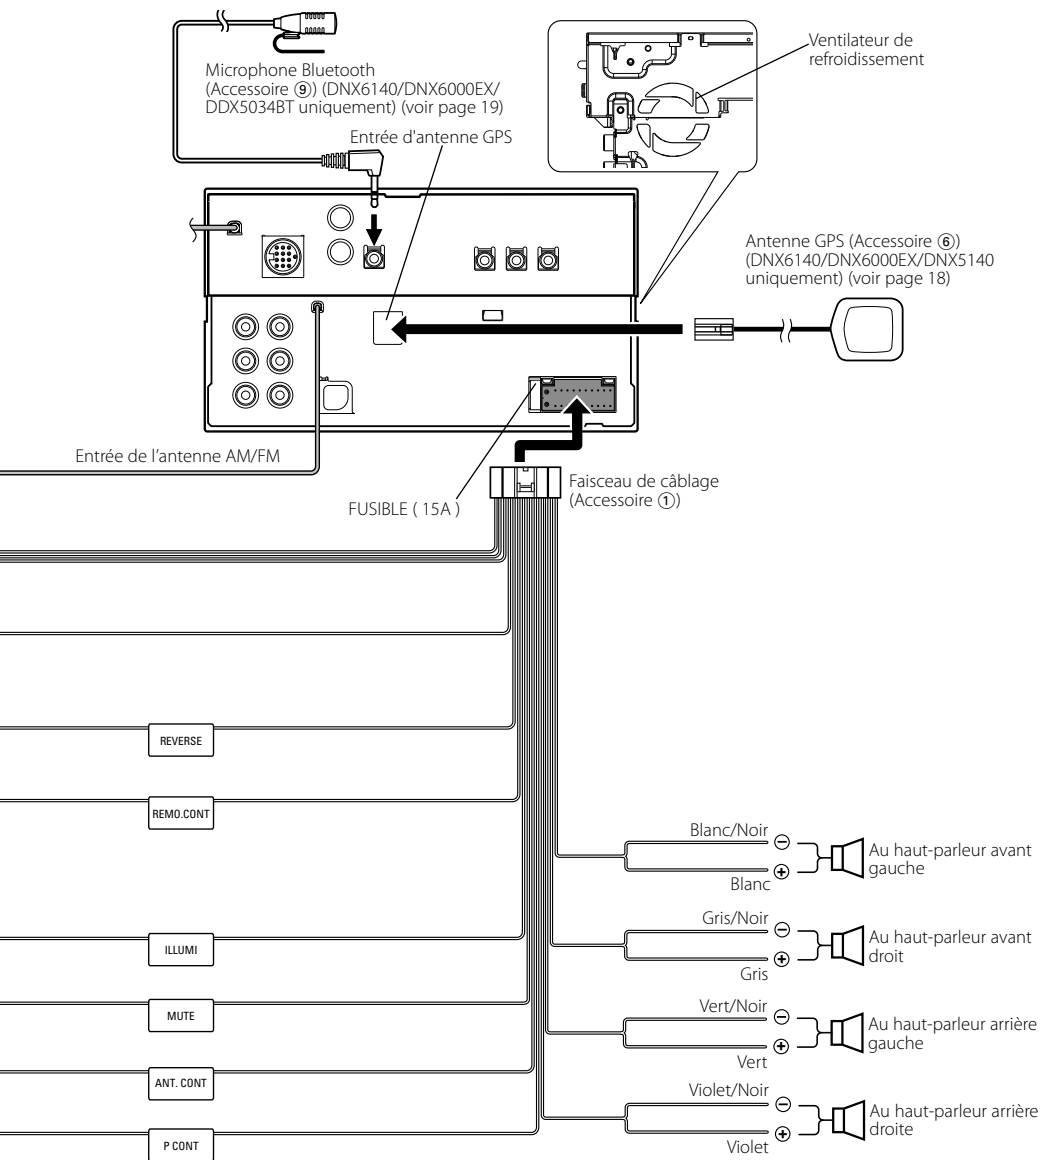 Ventilateur de
refroidissement
Microphone Bluetooth
(Accessoire ⑨) (DNX6140/DNX6000EX/
DDX5034BT uniquement) (voir page 19)
Entrée d'antenne GPS
Antenne GPS (Accessoire ⑥)
(DNX6140/DNX6000EX/DNX5140
uniquement) (voir page 18)
Entrée de l'antenne AM/FM
FUSIBLE ( 15A )
Faisceau de câblage
(Accessoire ①)
REVERSE
REMO.CONT
ILLUMI
MUTE
ANT. CONT
P CONT
Blanc/Noir
⊖
⊕
Blanc
Au haut-parleur avant
gauche
Gris/Noir
⊖
⊕
Gris
Au haut-parleur avant
droit
Vert/Noir
⊖
⊕
Vert
Au haut-parleur arrière
gauche
Violet/Noir
⊖
⊕
Violet
Au haut-parleur arrière
droite